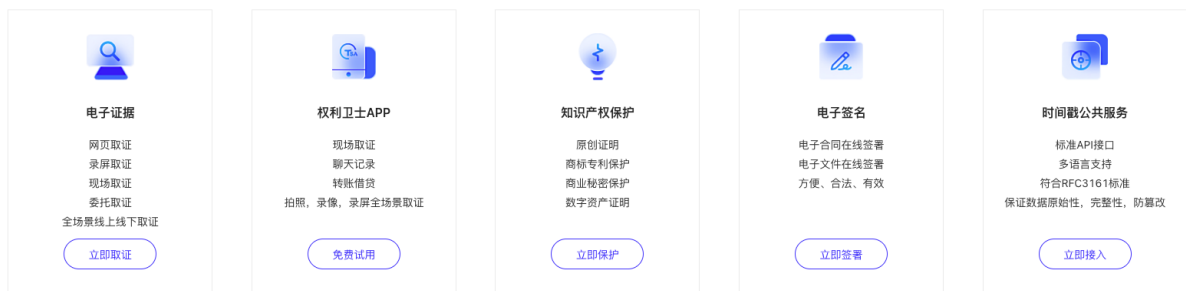 TSA
电子证据
网页取证
录屏取证
现场取证
委托取证
全场景线上线下取证
立即取证
权利卫士APP
现场取证
聊天记录
转账借贷
拍照，录像，录屏全场景取证
免费试用
知识产权保护
原创证明
商标专利保护
商业秘密保护
数字资产证明
立即保护
电子签名
电子合同在线签署
电子文件在线签署
方便、合法、有效
立即签署
时间戳公共服务
标准API接口
多语言支持
符合RFC3161标准
保证数据原始性，完整性，防篡改
立即接入